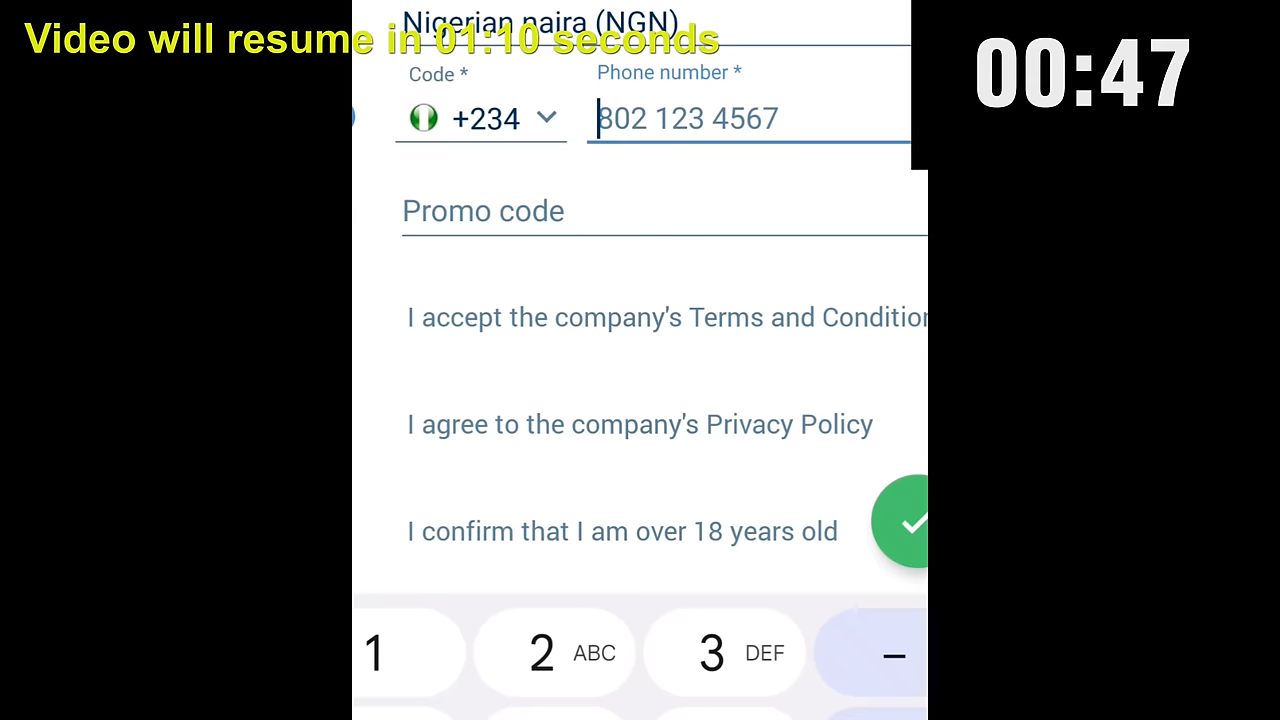 Nigerian naira (NGN)
Video will resume in 01:10 seconds
00:47
Code *
Phone number *
+234
802 123 4567
Promo code
I accept the company's Terms and Condition
I agree to the company's Privacy Policy
I confirm that I am over 18 years old
1
2 ABC
3 DEF
–